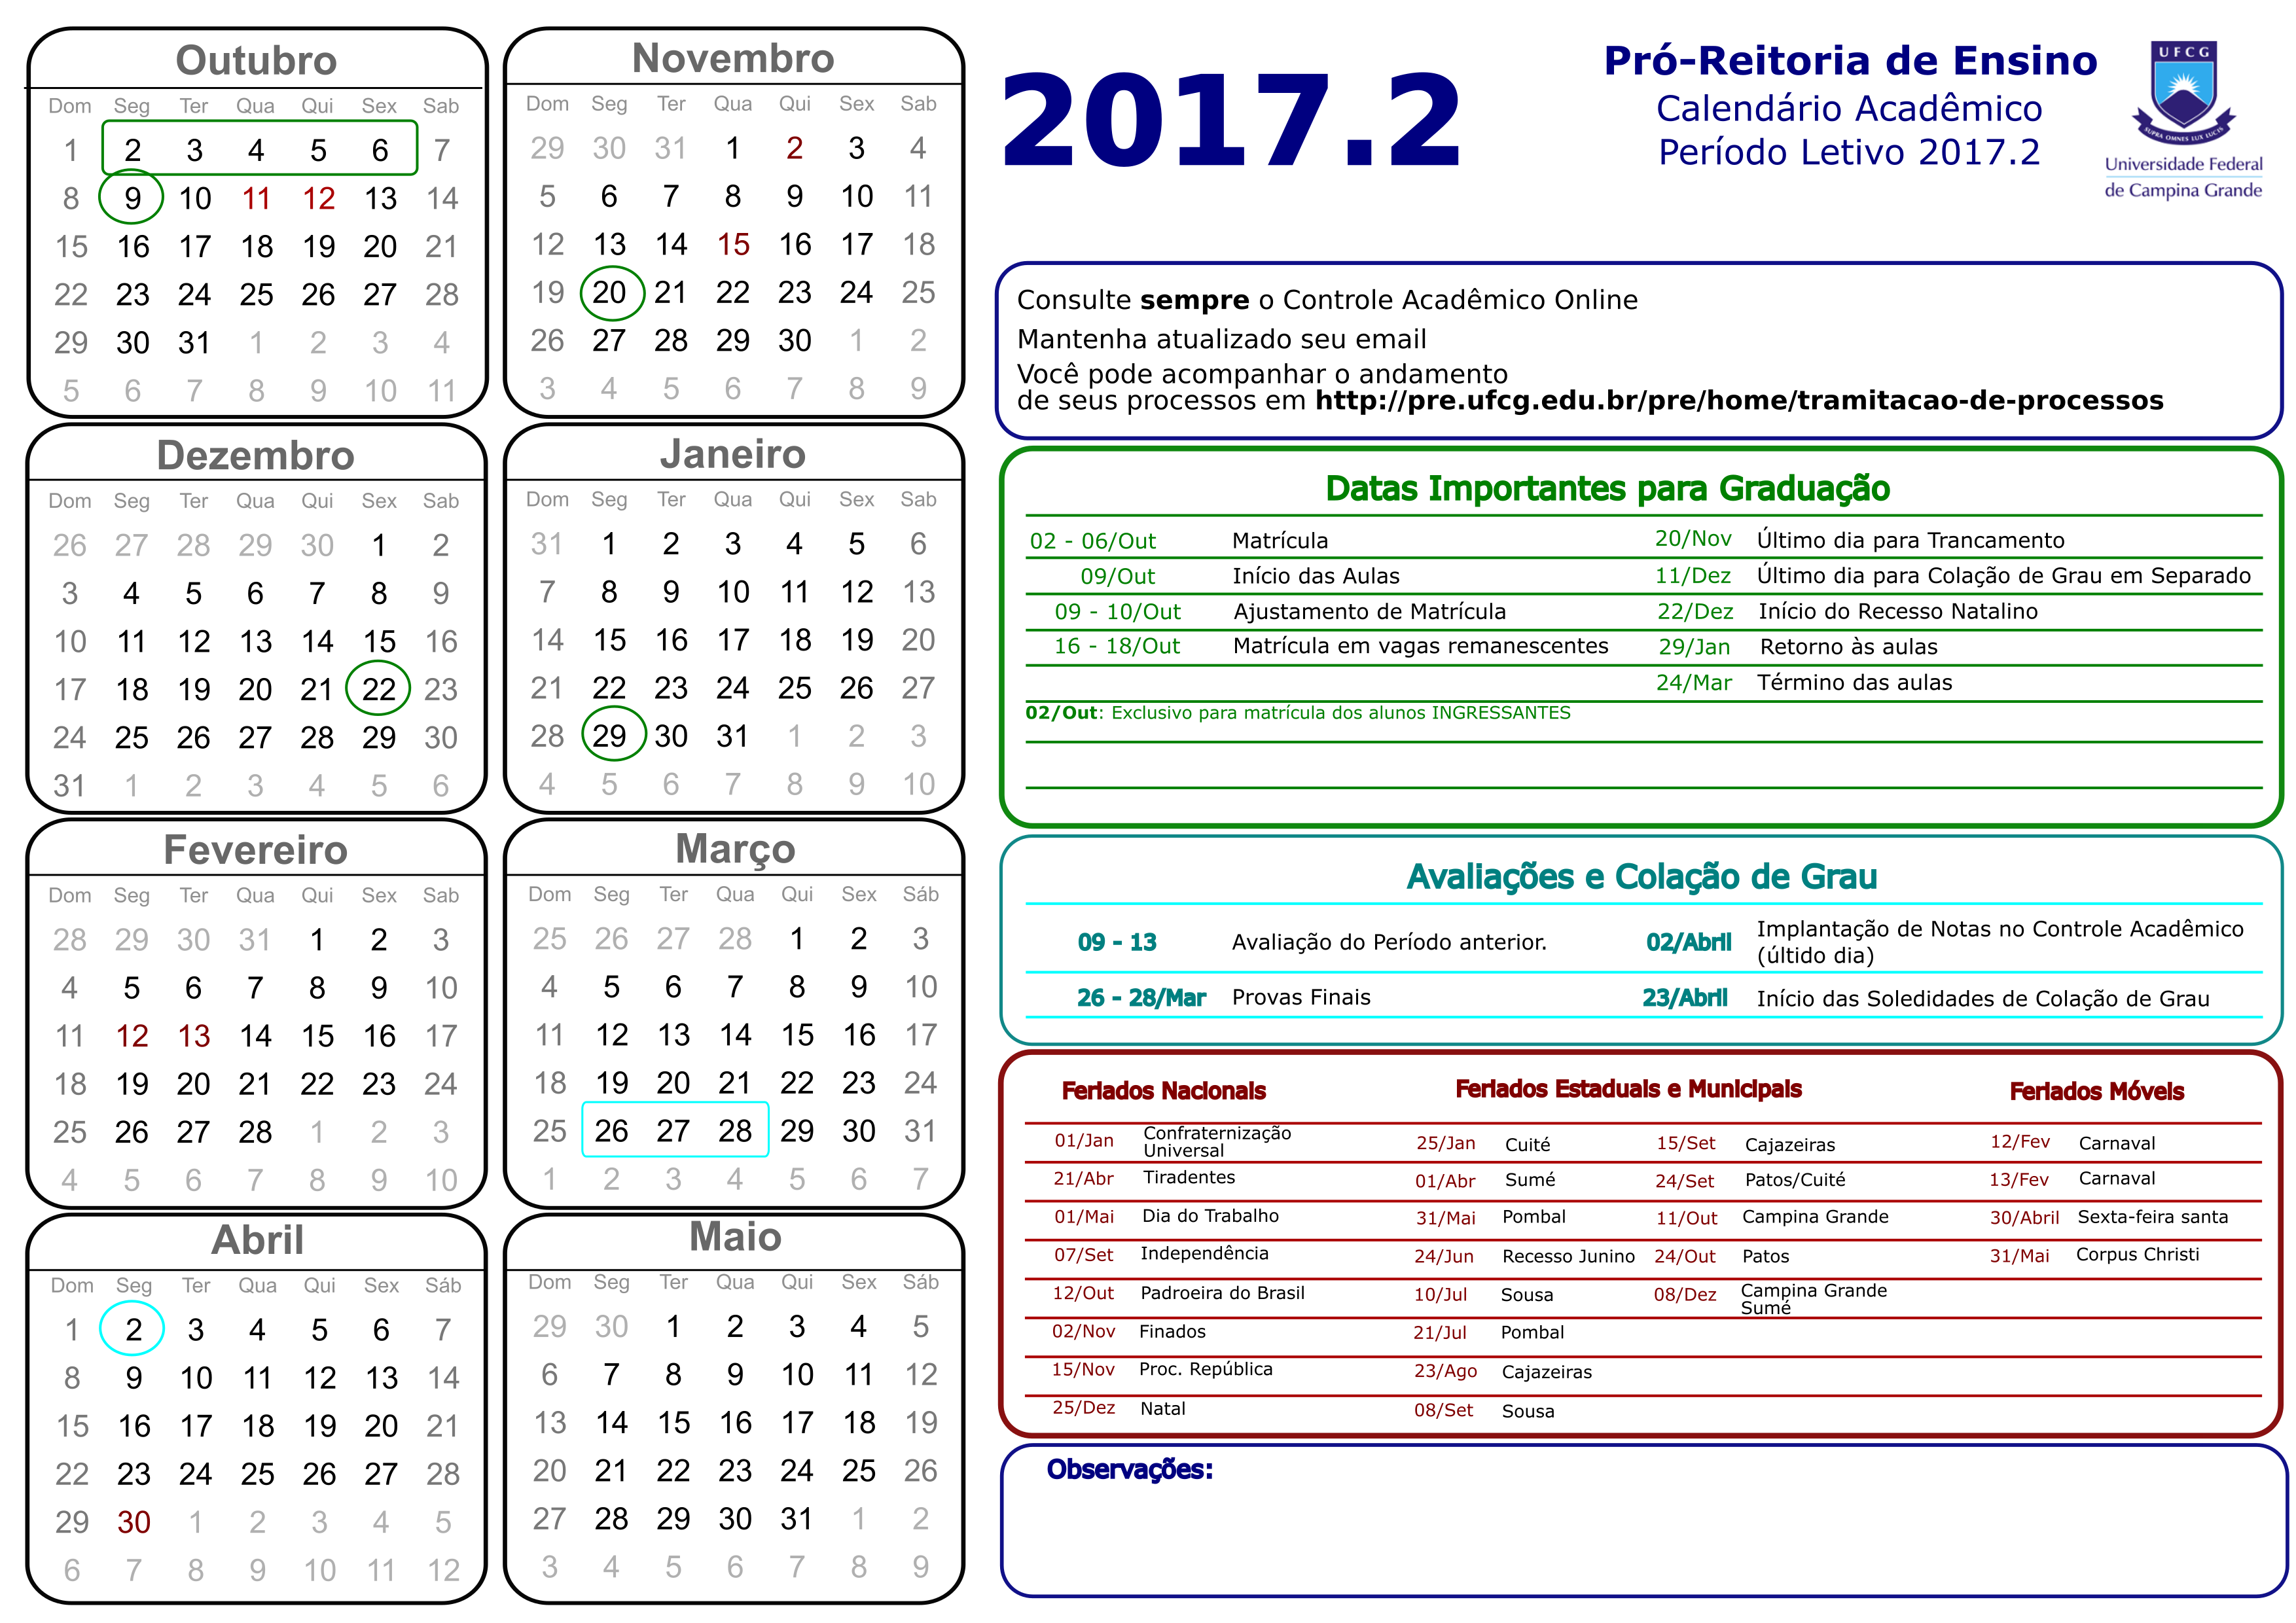 Outubro
Dom Seg Ter Qua Qui Sex Sab
1 2 3 4 5 6 7
8 9 10 11 12 13 14
15 16 17 18 19 20 21
22 23 24 25 26 27 28
29 30 31 1 2 3 4
5 6 7 8 9 10 11
Novembro
Dom Seg Ter Qua Qui Sex Sab
29 30 31 1 2 3 4
5 6 7 8 9 10 11
12 13 14 15 16 17 18
19 20 21 22 23 24 25
26 27 28 29 30 1 2
3 4 5 6 7 8 9
Dezembro
Dom Seg Ter Qua Qui Sex Sab
26 27 28 29 30 1 2
3 4 5 6 7 8 9
10 11 12 13 14 15 16
17 18 19 20 21 22 23
24 25 26 27 28 29 30
31 1 2 3 4 5 6
Janeiro
Dom Seg Ter Qua Qui Sex Sab
31 1 2 3 4 5 6
7 8 9 10 11 12 13
14 15 16 17 18 19 20
21 22 23 24 25 26 27
28 29 30 31 1 2 3
4 5 6 7 8 9 10
Fevereiro
Dom Seg Ter Qua Qui Sex Sab
28 29 30 31 1 2 3
4 5 6 7 8 9 10
11 12 13 14 15 16 17
18 19 20 21 22 23 24
25 26 27 28 1 2 3
4 5 6 7 8 9 10
Março
Dom Seg Ter Qua Qui Sex Sáb
25 26 27 28 1 2 3
4 5 6 7 8 9 10
11 12 13 14 15 16 17
18 19 20 21 22 23 24
25 26 27 28 29 30 31
1 2 3 4 5 6 7
Abril
Dom Seg Ter Qua Qui Sex Sáb
1 2 3 4 5 6 7
8 9 10 11 12 13 14
15 16 17 18 19 20 21
22 23 24 25 26 27 28
29 30 1 2 3 4 5
6 7 8 9 10 11 12
Maio
Dom Seg Ter Qua Qui Sex Sáb
29 30 1 2 3 4 5
6 7 8 9 10 11 12
13 14 15 16 17 18 19
20 21 22 23 24 25 26
27 28 29 30 31 1 2
3 4 5 6 7 8 9
2017.2
Pró-Reitoria de Ensino
Calendário Acadêmico
Período Letivo 2017.2
UFCG
SUPRA OMNES LUX LUCIS
Universidade Federal
de Campina Grande
Consulte sempre o Controle Acadêmico Online
Mantenha atualizado seu email
Você pode acompanhar o andamento
de seus processos em http://pre.ufcg.edu.br/pre/home/tramitacao-de-processos
Datas Importantes para Graduação
02 - 06/Out Matrícula 20/Nov Último dia para Trancamento
09/Out Início das Aulas 11/Dez Último dia para Colação de Grau em Separado
09 - 10/Out Ajustamento de Matrícula 22/Dez Início do Recesso Natalino
16 - 18/Out Matrícula em vagas remanescentes 29/Jan Retorno às aulas
24/Mar Término das aulas
02/Out: Exclusivo para matrícula dos alunos INGRESSANTES
Avaliações e Colação de Grau
09 - 13 Avaliação do Período anterior. 02/Abril Implantação de Notas no Controle Acadêmico
(últido dia)
26 - 28/Mar Provas Finais 23/Abril Início das Soledidades de Colação de Grau
Feriados Nacionais Feriados Estaduais e Municipais Feriados Móveis
01/Jan Confraternização
Universal 25/Jan Cuité 15/Set Cajazeiras 12/Fev Carnaval
21/Abr Tiradentes 01/Abr Sumé 24/Set Patos/Cuité 13/Fev Carnaval
01/Mai Dia do Trabalho 31/Mai Pombal 11/Out Campina Grande 30/Abril Sexta-feira santa
07/Set Independência 24/Jun Recesso Junino 24/Out Patos 31/Mai Corpus Christi
12/Out Padroeira do Brasil 10/Jul Sousa 08/Dez Campina Grande
Sumé
02/Nov Finados 21/Jul Pombal
15/Nov Proc. República 23/Ago Cajazeiras
25/Dez Natal 08/Set Sousa
Observações: